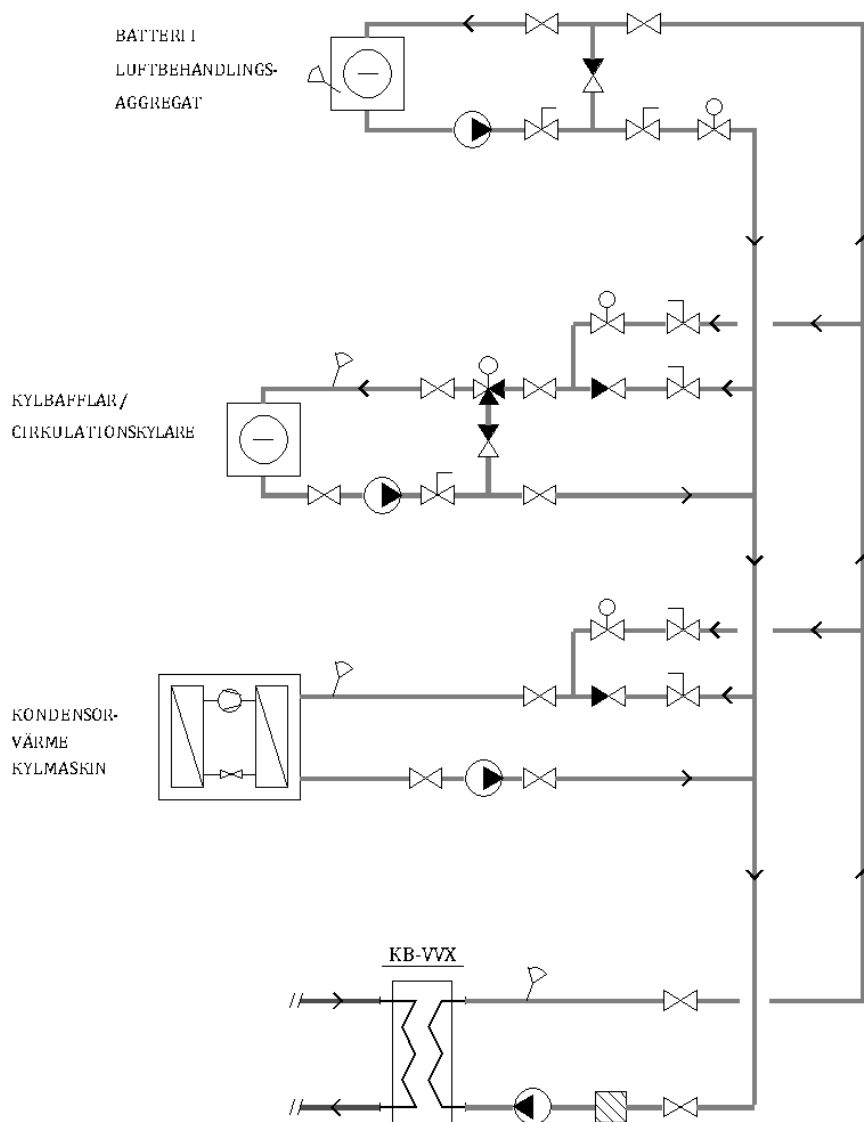 BATTERI I
LUFTBEHANDLINGS-
AGGREGAT
KYLBAFFLAR/
CIRKULATIONSKYLARE
KONDENSOR-
VÄRME
KYLMASKIN
KB-VVX